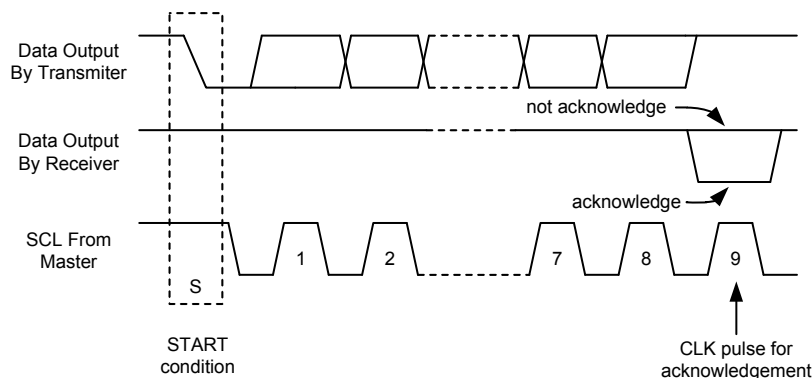 Data Output
By Transmiter
not acknowledge
Data Output
By Receiver
acknowledge
SCL From
Master
1
2
7
8
9
S
START
condition
CLK pulse for
acknowledgement